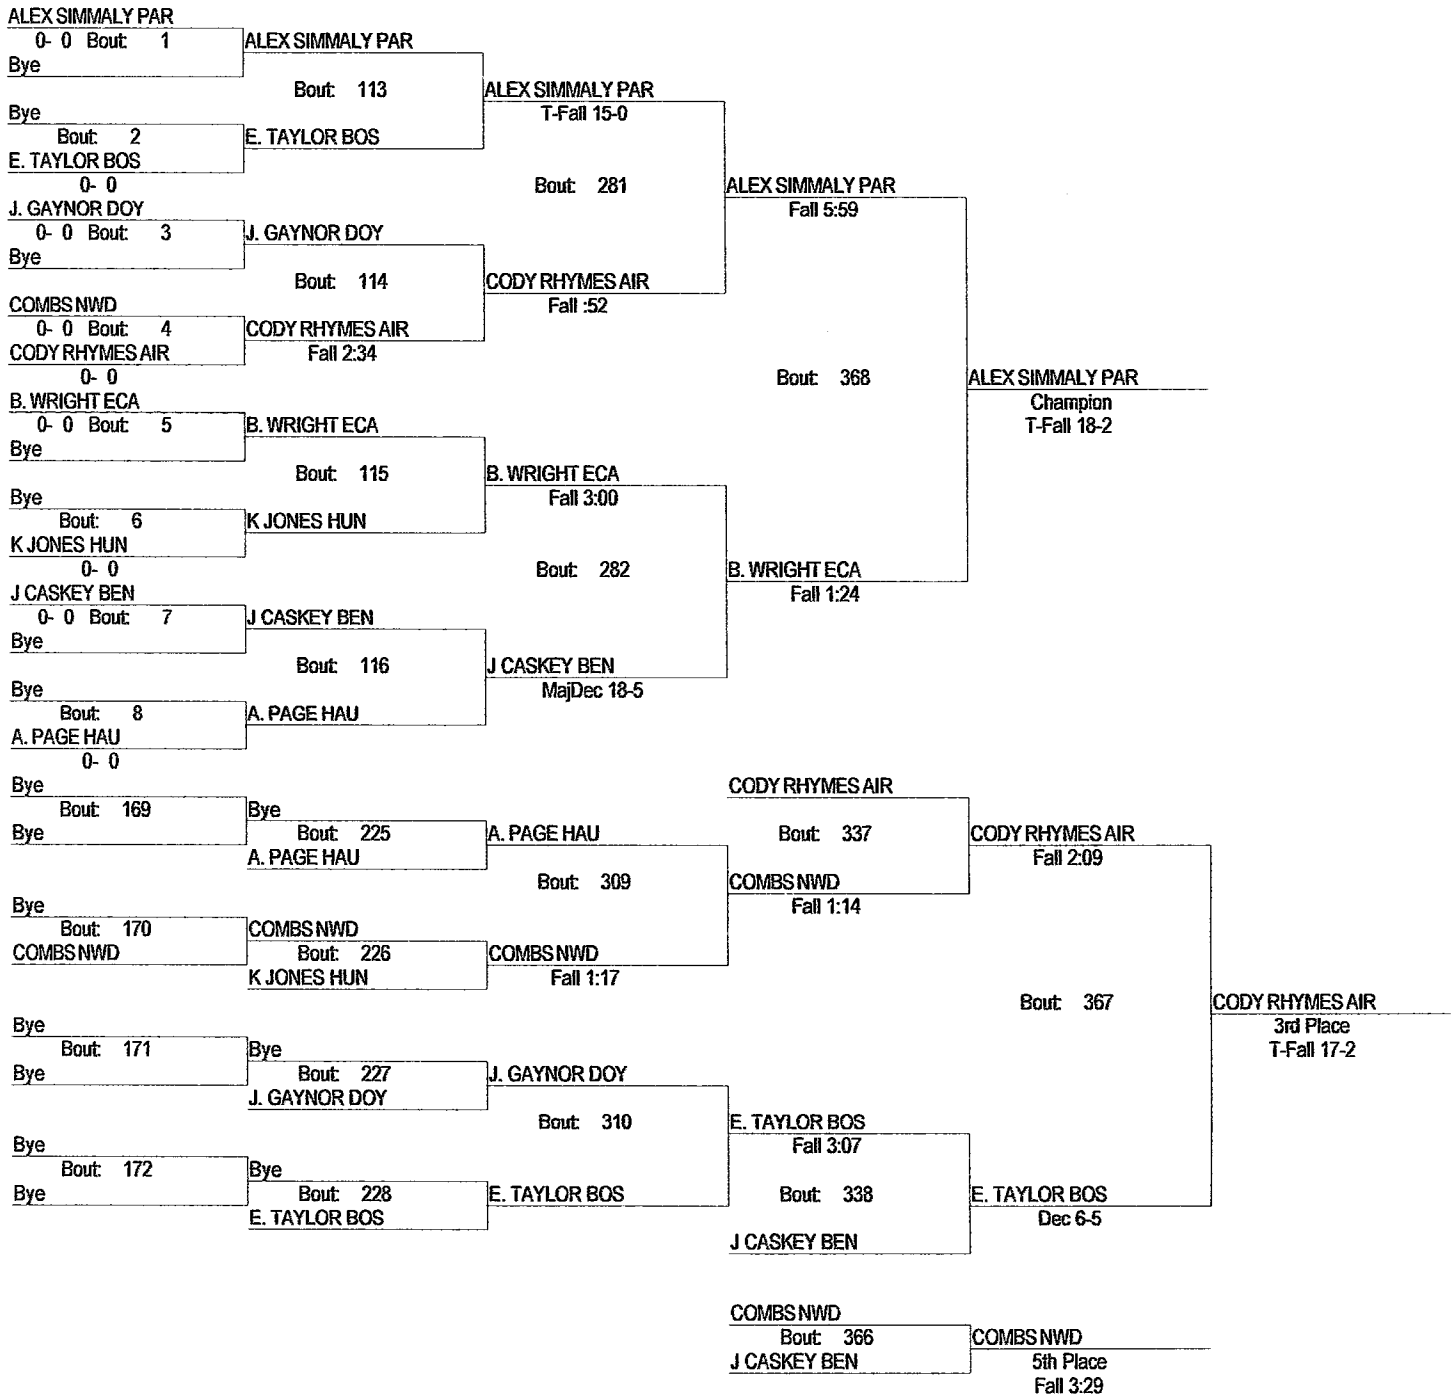 ALEX SIMMALY PAR
0- 0 Bout: 1 ALEX SIMMALY PAR
Bye
Bout: 113 ALEX SIMMALY PAR
Bye T-Fall 15-0
Bout: 2 E. TAYLOR BOS
E. TAYLOR BOS
0- 0 Bout: 281 ALEX SIMMALY PAR
J. GAYNOR DOY Fall 5:59
0- 0 Bout: 3 J. GAYNOR DOY
Bye
Bout: 114 CODY RHYMES AIR
COMBS NWD Fall :52
0- 0 Bout: 4 CODY RHYMES AIR
CODY RHYMES AIR Fall 2:34
0- 0 Bout: 368 ALEX SIMMALY PAR
B. WRIGHT ECA Champion
0- 0 Bout: 5 B. WRIGHT ECA T-Fall 18-2
Bye
Bout: 115 B. WRIGHT ECA
Bye Fall 3:00
Bout: 6 K JONES HUN
K JONES HUN
0- 0 Bout: 282 B. WRIGHT ECA
J CASKEY BEN Fall 1:24
0- 0 Bout: 7 J CASKEY BEN
Bye
Bout: 116 J CASKEY BEN
Bye MajDec 18-5
Bout: 8 A. PAGE HAU
A. PAGE HAU
0- 0
Bye CODY RHYMES AIR
Bout: 169 Bye
Bye Bout: 225 A. PAGE HAU Bout: 337 CODY RHYMES AIR
A. PAGE HAU Fall 2:09
Bout: 309 COMBS NWD
Bye Fall 1:14
Bout: 170 COMBS NWD
COMBS NWD Bout: 226 COMBS NWD
K JONES HUN Fall 1:17
Bout: 367 CODY RHYMES AIR
Bye 3rd Place
Bout: 171 Bye T-Fall 17-2
Bye Bout: 227 J. GAYNOR DOY
J. GAYNOR DOY
Bout: 310 E. TAYLOR BOS
Bye Fall 3:07
Bout: 172 Bye
Bye Bout: 228 E. TAYLOR BOS Bout: 338 E. TAYLOR BOS
E. TAYLOR BOS Dec 6-5
J CASKEY BEN
COMBS NWD
Bout: 366 COMBS NWD
J CASKEY BEN 5th Place
Fall 3:29